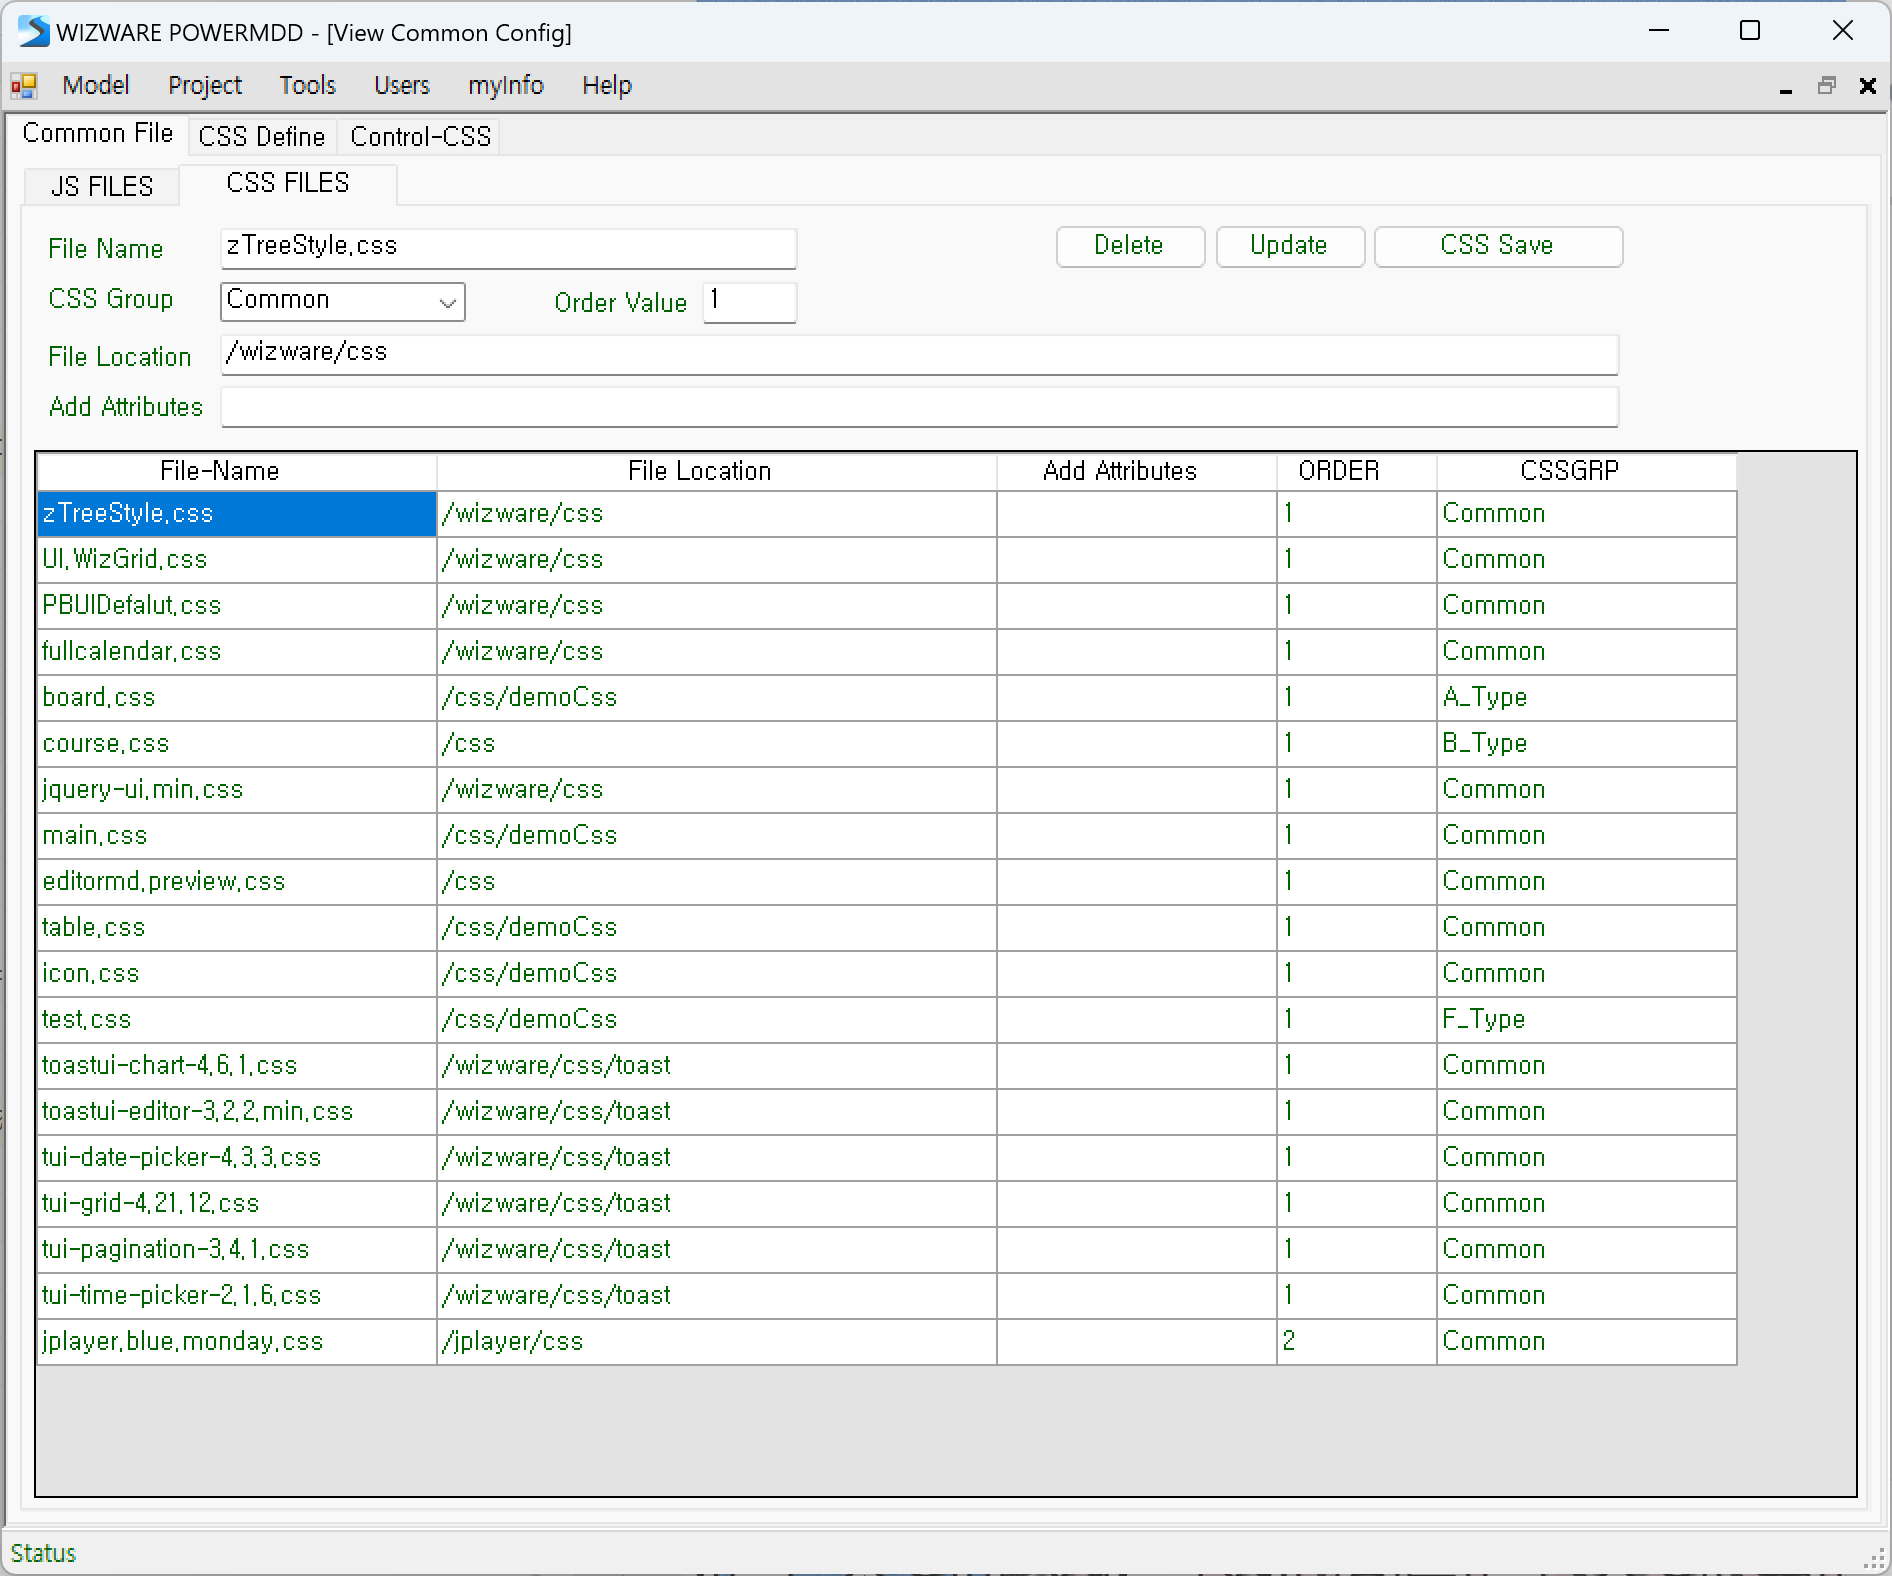 WIZWARE POWERMDD - [View Common Config]
Model Project Tools Users myInfo Help
Common File CSS Define Control-CSS
JS FILES CSS FILES
File Name zTreeStyle.css Delete Update CSS Save
CSS Group Common Order Value 1
File Location /wizware/css
Add Attributes
File-Name File Location Add Attributes ORDER CSSGRP
zTreeStyle.css /wizware/css 1 Common
UI.WizGrid.css /wizware/css 1 Common
PBUIDefalut.css /wizware/css 1 Common
fullcalendar.css /wizware/css 1 Common
board.css /css/demoCss 1 A_Type
course.css /css 1 B_Type
jquery-ui.min.css /wizware/css 1 Common
main.css /css/demoCss 1 Common
editormd.preview.css /css 1 Common
table.css /css/demoCss 1 Common
icon.css /css/demoCss 1 Common
test.css /css/demoCss 1 F_Type
toastui-chart-4.6.1.css /wizware/css/toast 1 Common
toastui-editor-3.2.2.min.css /wizware/css/toast 1 Common
tui-date-picker-4.3.3.css /wizware/css/toast 1 Common
tui-grid-4.21.12.css /wizware/css/toast 1 Common
tui-pagination-3.4.1.css /wizware/css/toast 1 Common
tui-time-picker-2.1.6.css /wizware/css/toast 1 Common
jplayer.blue.monday.css /jplayer/css 2 Common
Status